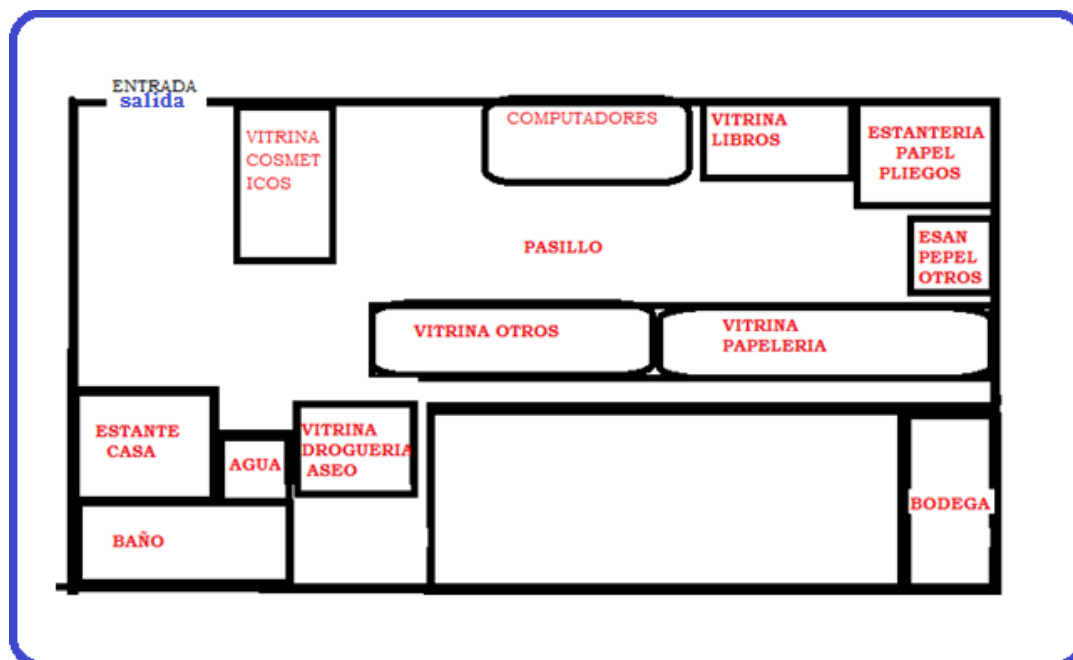 ENTRADA
salida
VITRINA
COSMET
ICOS
COMPUTADORES
VITRINA
LIBROS
ESTANTERIA
PAPEL
PLIEGOS
PASILLO
ESAN
PEPEL
OTROS
VITRINA OTROS
VITRINA
PAPELERIA
ESTANTE
CASA
AGUA
VITRINA
DROGUERIA
ASEO
BAÑO
BODEGA